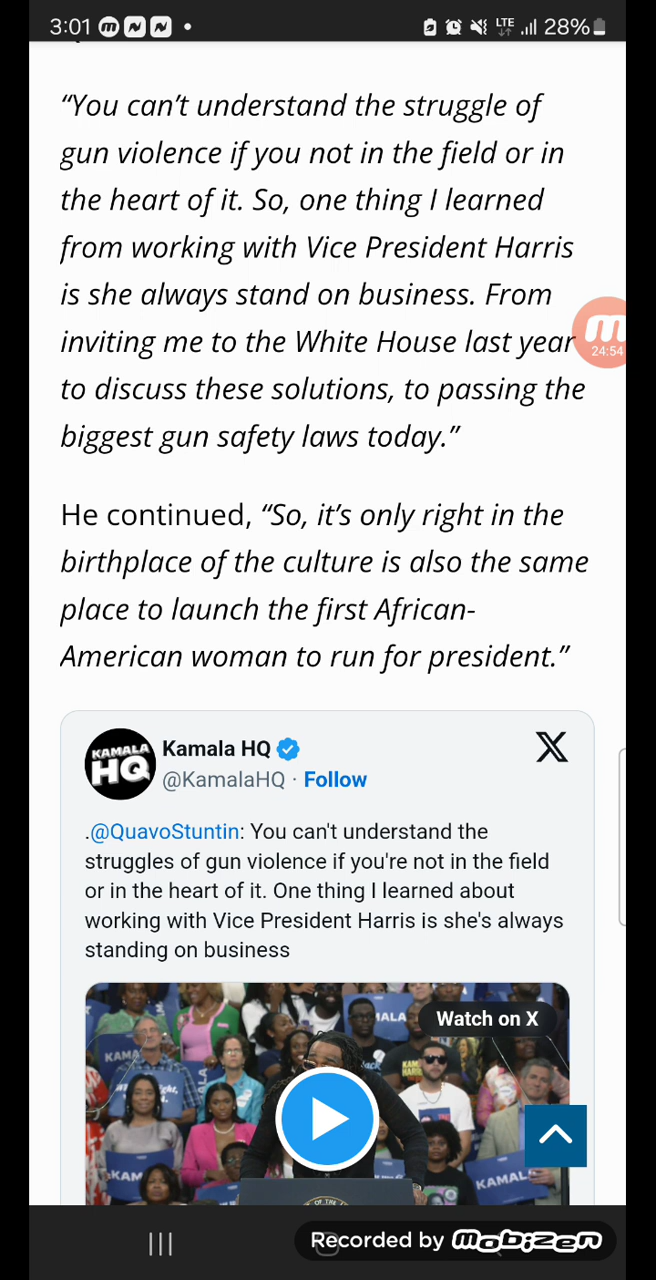 3:01
LTE
28%
“You can’t understand the struggle of
gun violence if you not in the field or in
the heart of it. So, one thing I learned
from working with Vice President Harris
is she always stand on business. From
inviting me to the White House last year
24:54
to discuss these solutions, to passing the
biggest gun safety laws today.”
He continued, “So, it’s only right in the
birthplace of the culture is also the same
place to launch the first African-
American woman to run for president.”
KAMALA
HQ
Kamala HQ
@KamalaHQ · Follow
.@QuavoStuntin: You can't understand the
struggles of gun violence if you're not in the field
or in the heart of it. One thing I learned about
working with Vice President Harris is she's always
standing on business
Watch on X
OF THE
Recorded by mobizen